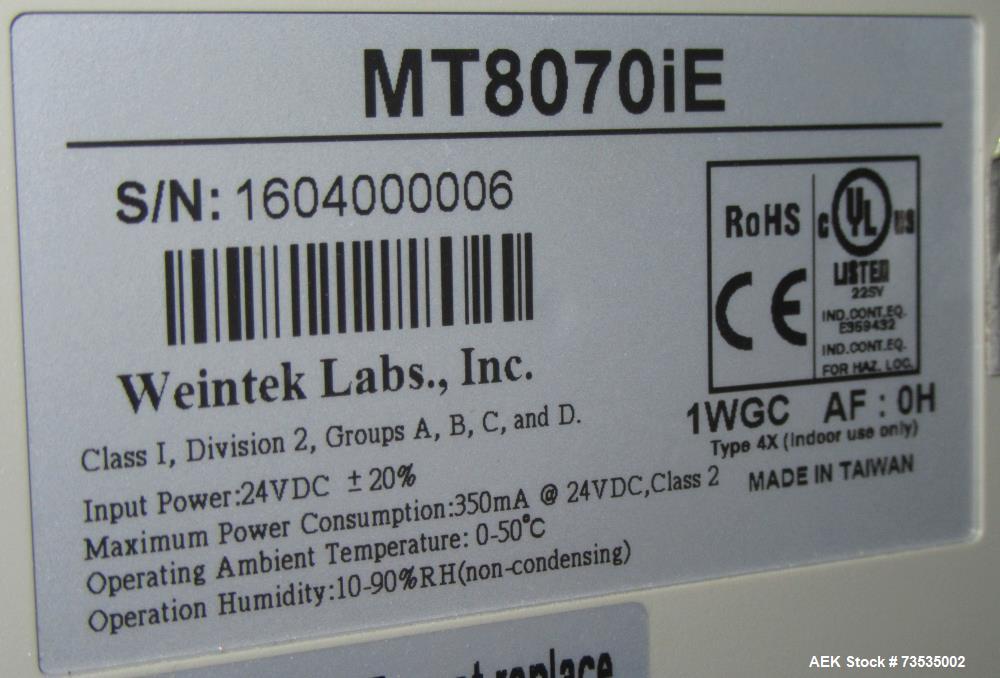 MT8070iE
S/N: 1604000006
Weintek Labs., Inc.
Class I, Division 2, Groups A, B, C, and D.
Input Power:24VDC ±20%
Maximum Power Consumption:350mA @ 24VDC,Class 2
Operating Ambient Temperature: 0-50°C
Operation Humidity:10-90%RH(non-condensing)
RoHS
CE
c UL US
LISTED
225V
IND.CONT.EQ.
E359432
IND.CONT.EQ.
FOR HAZ. LOC.
1WGC AF : 0H
Type 4X (Indoor use only)
MADE IN TAIWAN
replace
AEK Stock # 73535002